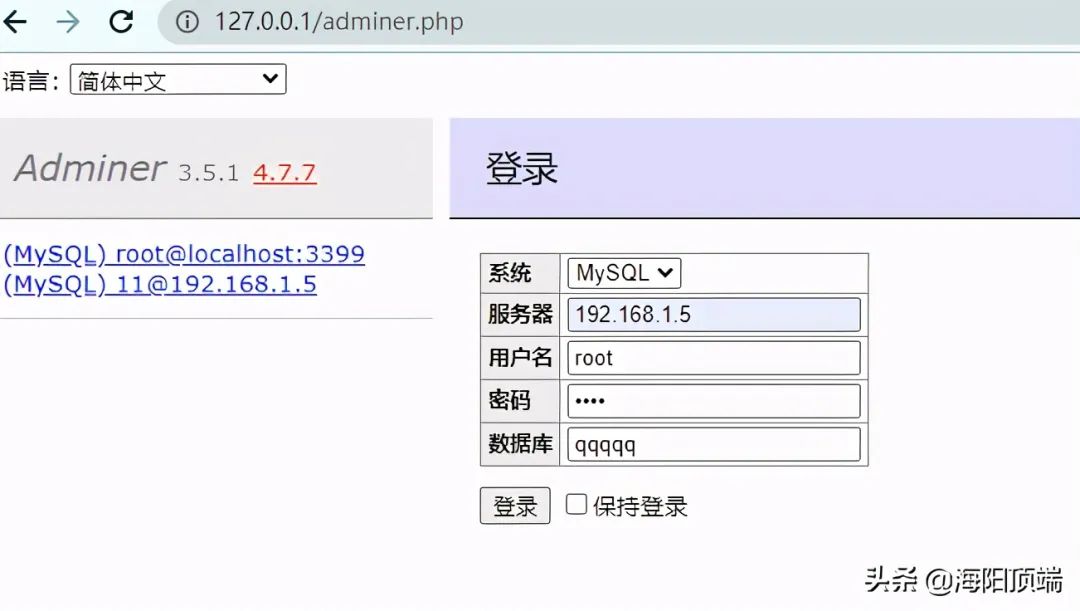 127.0.0.1/adminer.php
语言： 简体中文
Adminer 3.5.1 4.7.7
登录
(MySQL) root@localhost:3399
(MySQL) 11@192.168.1.5
系统 MySQL
服务器 192.168.1.5
用户名 root
密码 ••••
数据库 qqqqq
登录 保持登录
头条 @海阳顶端